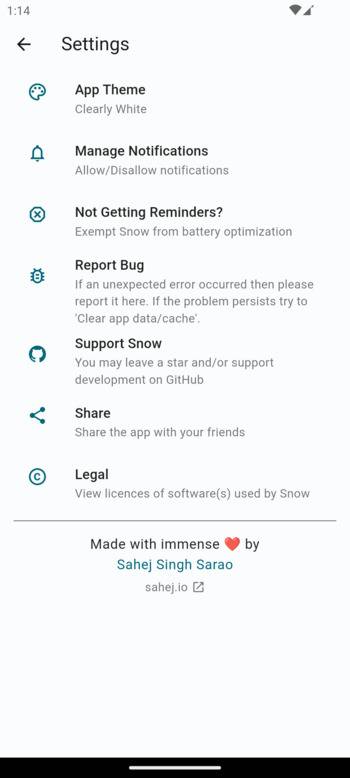 1:14
Settings
App Theme
Clearly White
Manage Notifications
Allow/Disallow notifications
Not Getting Reminders?
Exempt Snow from battery optimization
Report Bug
If an unexpected error occurred then please
report it here. If the problem persists try to
'Clear app data/cache'.
Support Snow
You may leave a star and/or support
development on GitHub
Share
Share the app with your friends
Legal
View licences of software(s) used by Snow
Made with immense ❤️ by
Sahej Singh Sarao
sahej.io